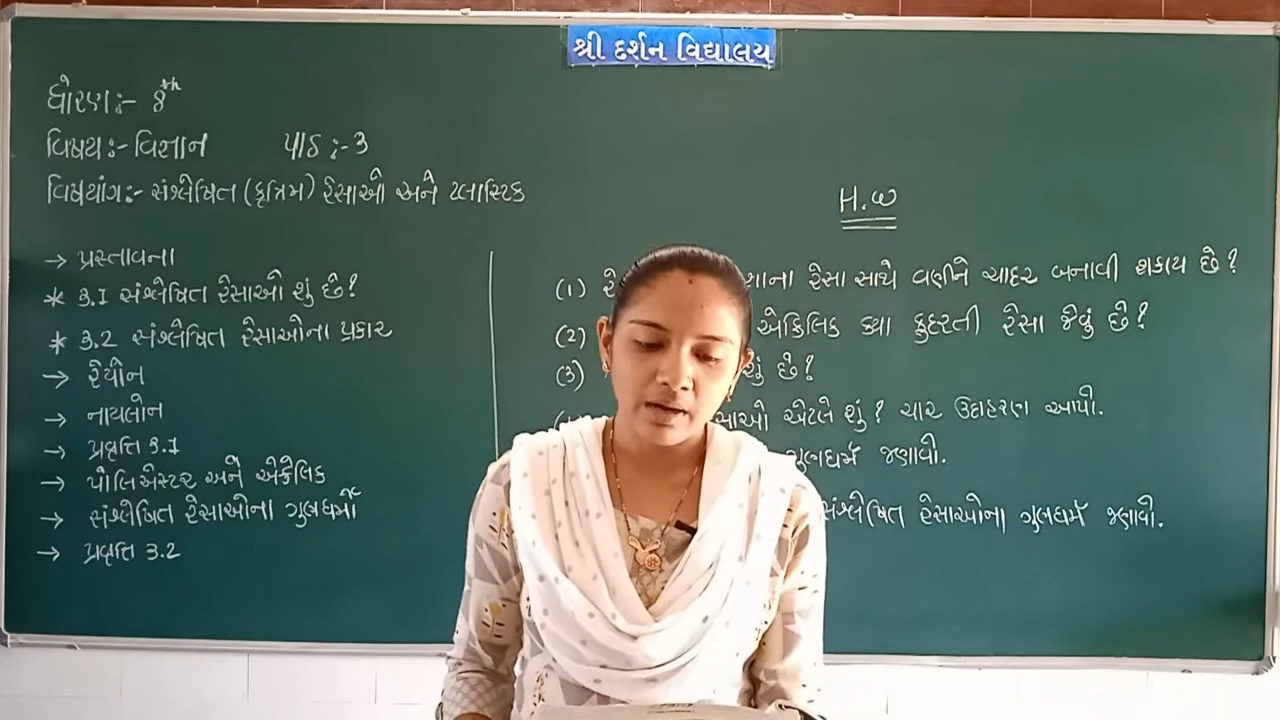 શ્રી દર્શન વિદ્યાલય
ધોરણ:- 8th
વિષય:- વિજ્ઞાન પાઠ :- 3
વિષયાંગ:- સંશ્લેષિત (કૃત્રિમ) રેસાઓ અને પ્લાસ્ટિક
→ પ્રસ્તાવના
* 3.1 સંશ્લેષિત રેસાઓ શું છે?
* 3.2 સંશ્લેષિત રેસાઓના પ્રકાર
→ રેયોન
→ નાયલોન
→ પ્રવૃત્તિ 3.1
→ પોલિએસ્ટર અને એક્રેલિક
→ સંશ્લેષિત રેસાઓના ગુણધર્મો
→ પ્રવૃત્તિ 3.2
H.W
(1) રેસા સાથે વણીને ચાદર બનાવી શકાય છે?
(2) એક્રિલિક ક્યા કુદરતી રેસા જેવું છે?
(3) શું છે?
એટલે શું? ચાર ઉદાહરણ આપો.
ગુણધર્મ જણાવો.
સંશ્લેષિત રેસાઓના ગુણધર્મ જણાવો.